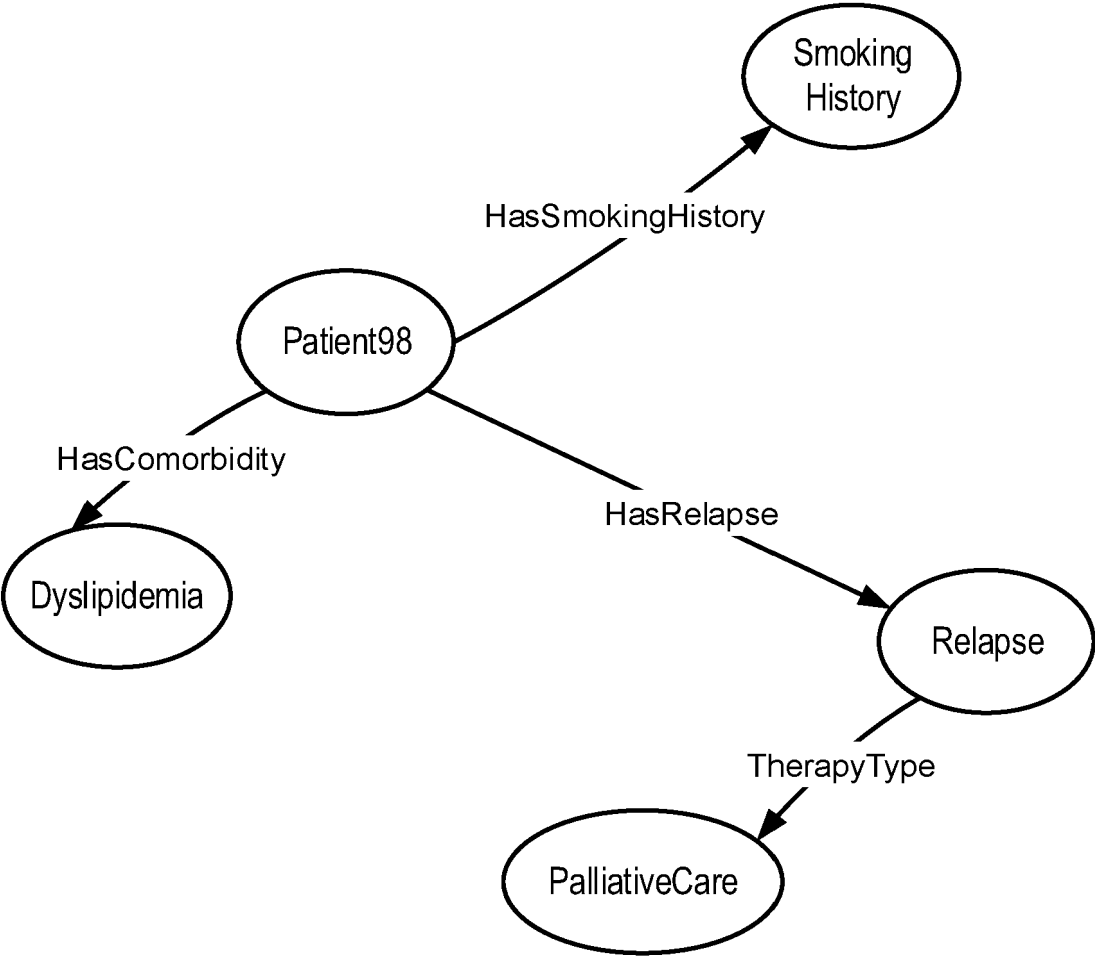 Smoking
History
HasSmokingHistory
Patient98
HasComorbidity
HasRelapse
Dyslipidemia
Relapse
TherapyType
PalliativeCare